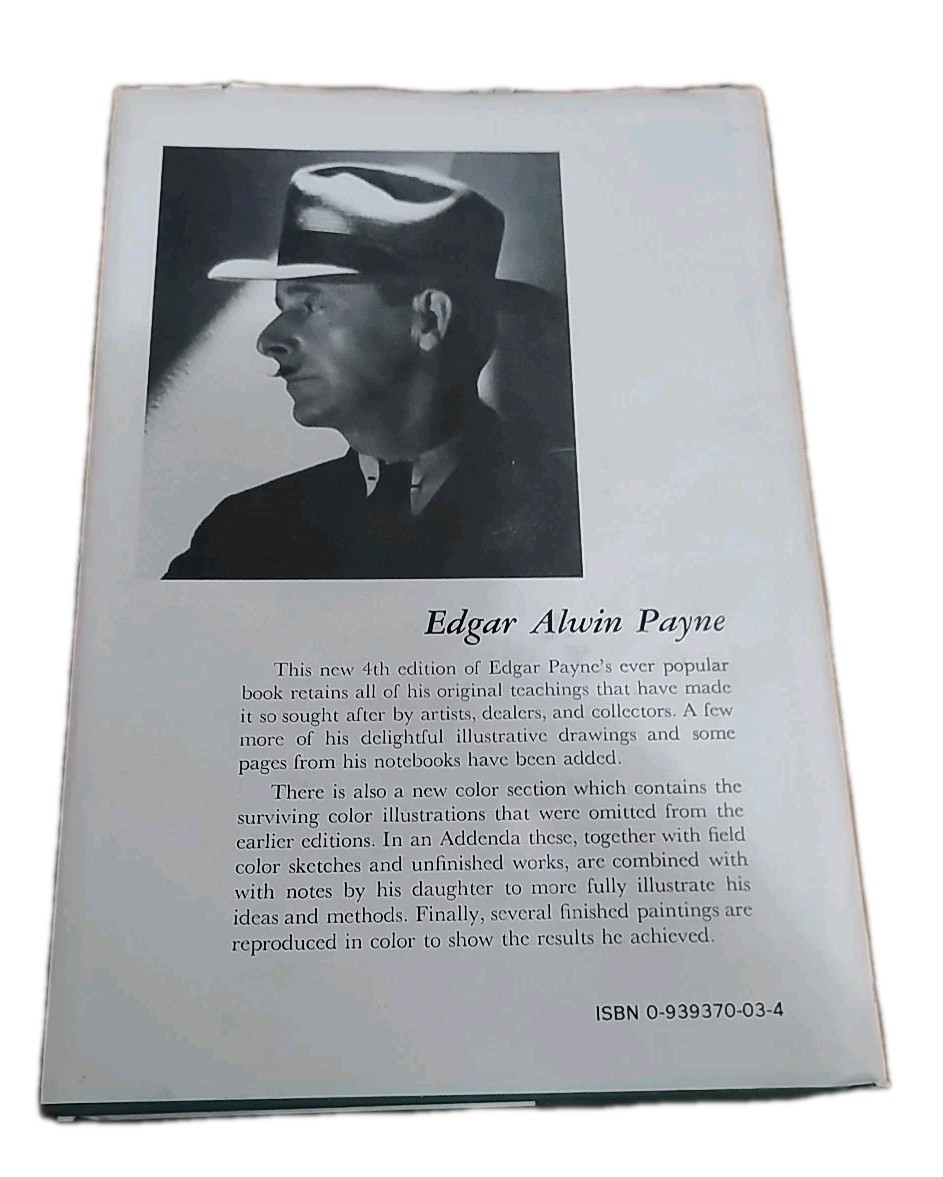 Edgar Alwin Payne
This new 4th edition of Edgar Payne's ever popular
book retains all of his original teachings that have made
it so sought after by artists, dealers, and collectors. A few
more of his delightful illustrative drawings and some
pages from his notebooks have been added.
There is also a new color section which contains the
surviving color illustrations that were omitted from the
earlier editions. In an Addenda these, together with field
color sketches and unfinished works, are combined with
with notes by his daughter to more fully illustrate his
ideas and methods. Finally, several finished paintings are
reproduced in color to show the results he achieved.
ISBN 0-939370-03-4